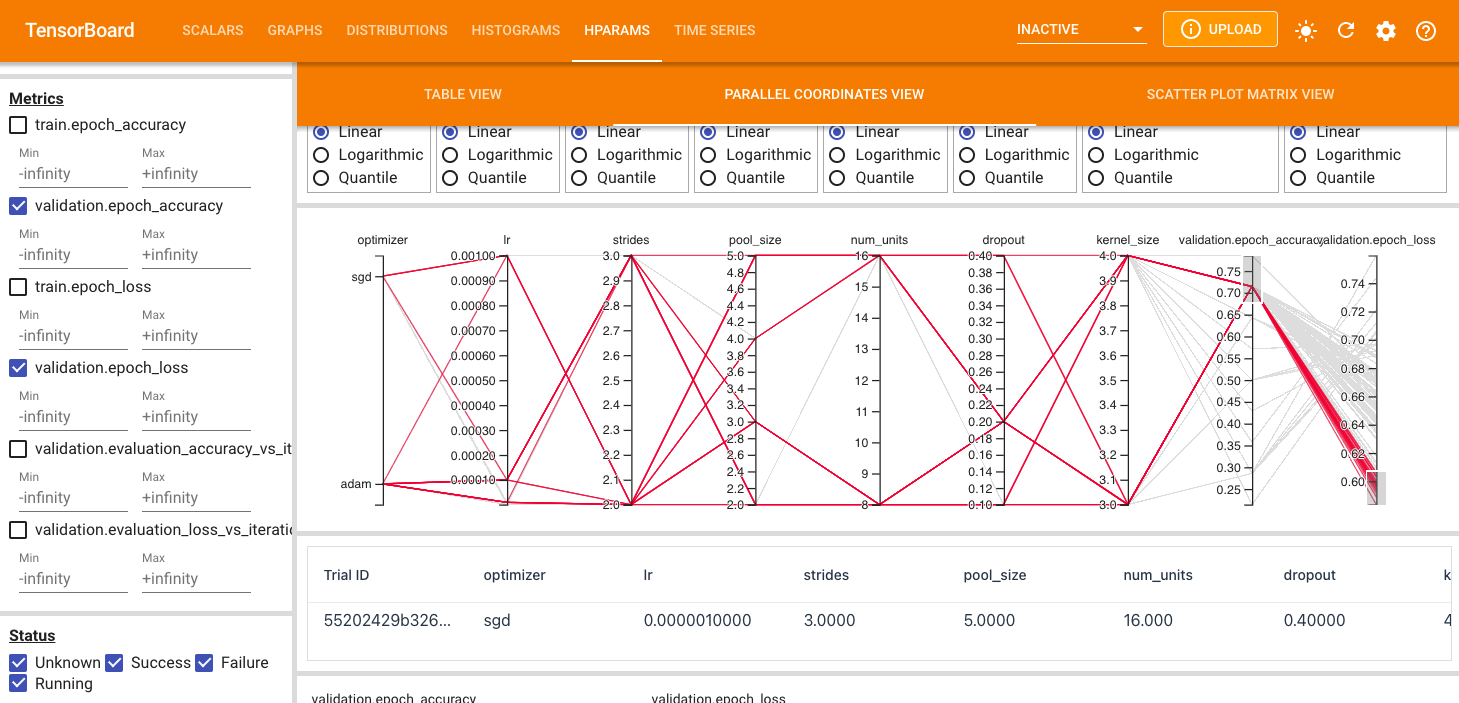 TensorBoard SCALARS GRAPHS DISTRIBUTIONS HISTOGRAMS HPARAMS TIME SERIES INACTIVE UPLOAD
Metrics
train.epoch_accuracy
Min Max
-infinity +infinity
validation.epoch_accuracy
Min Max
-infinity +infinity
train.epoch_loss
Min Max
-infinity +infinity
validation.epoch_loss
Min Max
-infinity +infinity
validation.evaluation_accuracy_vs_it
Min Max
-infinity +infinity
validation.evaluation_loss_vs_iteratio
Min Max
-infinity +infinity
Status
Unknown Success Failure
Running
TABLE VIEW PARALLEL COORDINATES VIEW SCATTER PLOT MATRIX VIEW
Linear Linear Linear Linear Linear Linear Linear Linear
Logarithmic Logarithmic Logarithmic Logarithmic Logarithmic Logarithmic Logarithmic Logarithmic
Quantile Quantile Quantile Quantile Quantile Quantile Quantile Quantile
optimizer lr strides pool_size num_units dropout kernel_size validation.epoch_accuracy validation.epoch_loss
sgd
adam
0.00100
0.00090
0.00080
0.00070
0.00060
0.00050
0.00040
0.00030
0.00020
0.00010
3.0
2.9
2.8
2.7
2.6
2.5
2.4
2.3
2.2
2.1
2.0
5.0
4.8
4.6
4.4
4.2
4.0
3.8
3.6
3.4
3.2
3.0
2.8
2.6
2.4
2.2
2.0
16
15
14
13
12
11
10
9
8
0.40
0.38
0.36
0.34
0.32
0.30
0.28
0.26
0.24
0.22
0.20
0.18
0.16
0.14
0.12
0.10
4.0
3.9
3.8
3.7
3.6
3.5
3.4
3.3
3.2
3.1
3.0
0.75
0.70
0.65
0.60
0.55
0.50
0.45
0.40
0.35
0.30
0.25
0.74
0.72
0.70
0.68
0.66
0.64
0.62
0.60
Trial ID optimizer lr strides pool_size num_units dropout k
55202429b326... sgd 0.0000010000 3.0000 5.0000 16.000 0.40000 4
validation.epoch_accuracy validation.epoch_loss